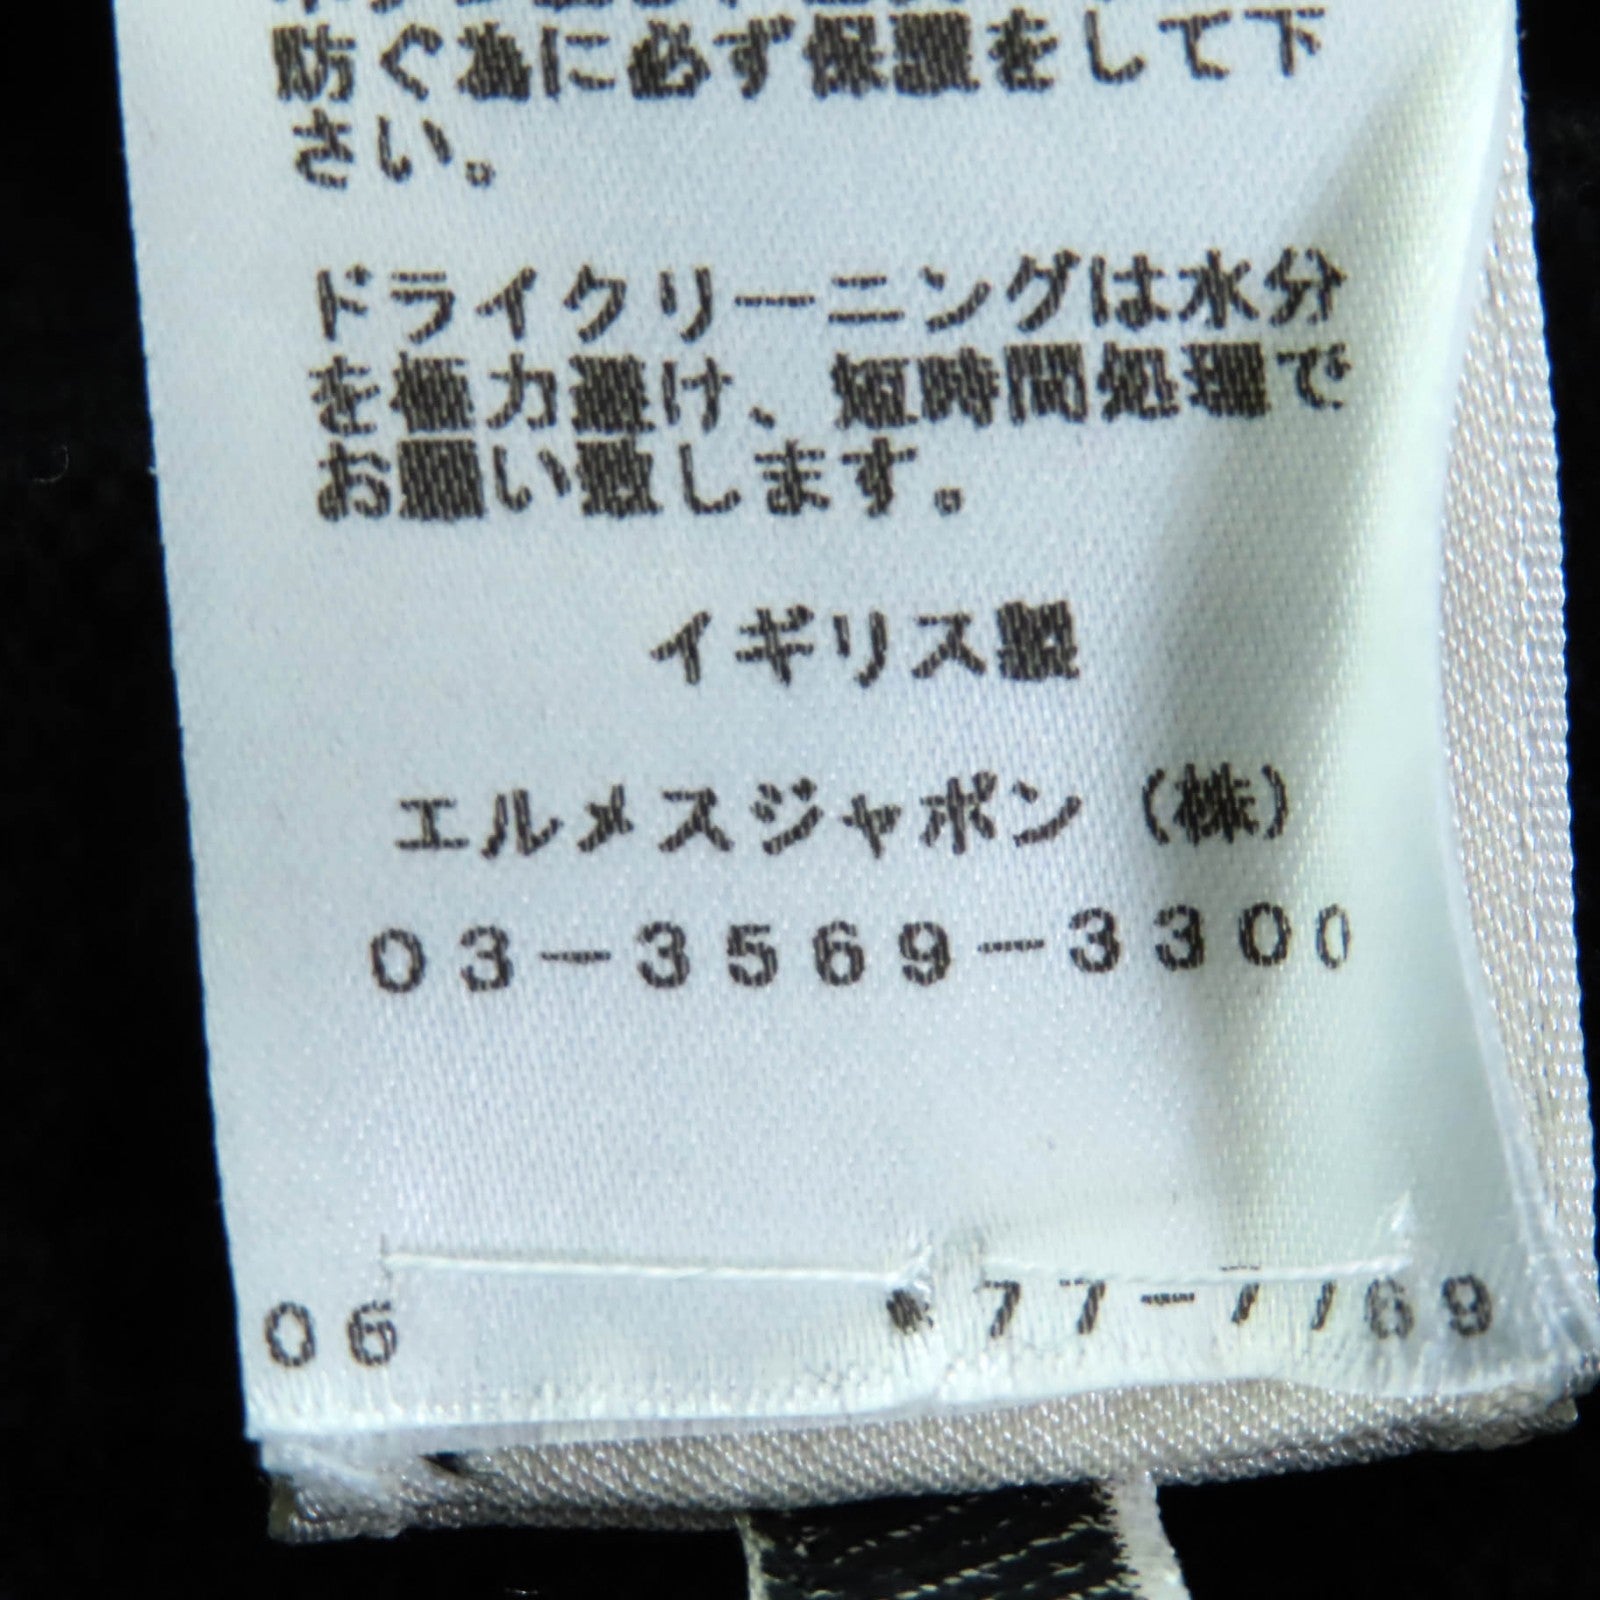 防ぐ為に必ず保護をして下
さい。
ドライクリーニングは水分
を極力避け、短時間処理で
お願い致します。
イギリス製
エルメスジャポン（株）
03-3569-3300
06 77-7769